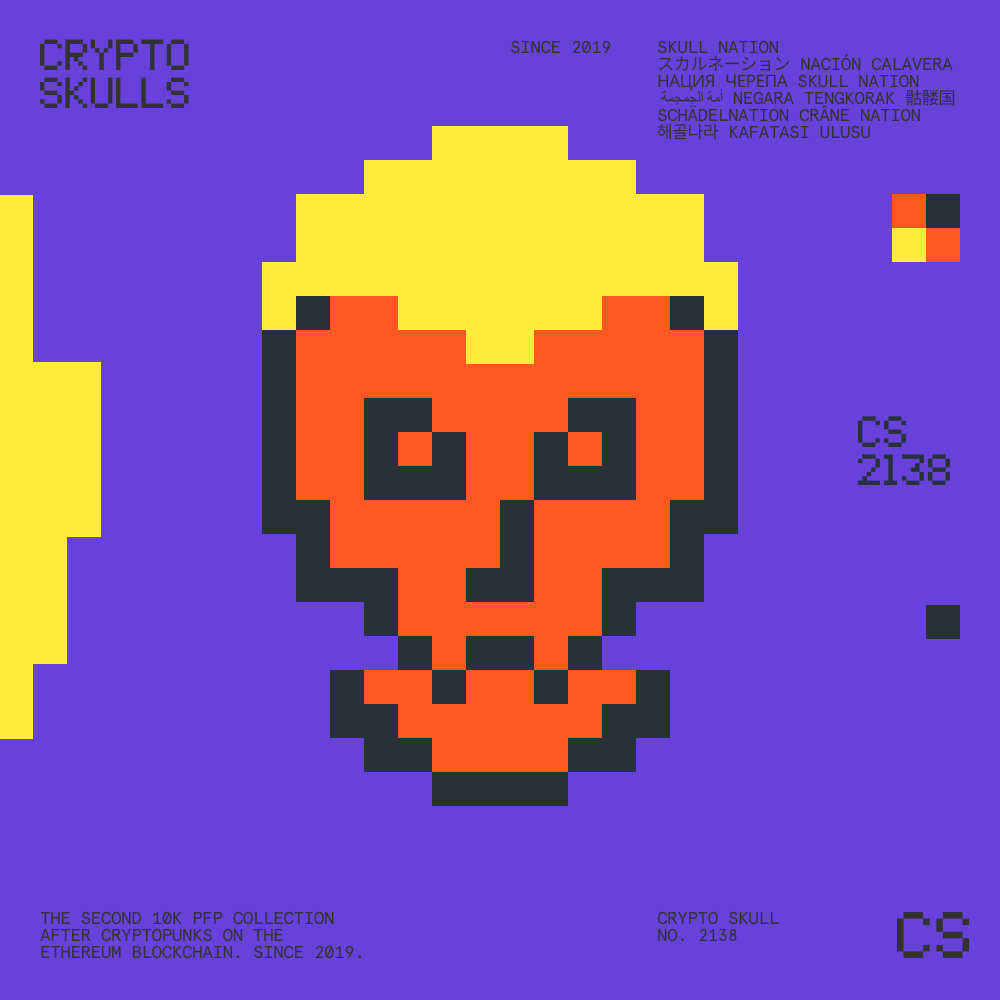 CRYPTO
SKULLS
SINCE 2019
SKULL NATION
スカルネーション NACIÓN CALAVERA
НАЦИЯ ЧЕРЕПА SKULL NATION
أمة الجمجمة NEGARA TENGKORAK 骷髅国
SCHÄDELNATION CRÂNE NATION
해골나라 KAFATASI ULUSU
CS
2138
THE SECOND 10K PFP COLLECTION
AFTER CRYPTOPUNKS ON THE
ETHEREUM BLOCKCHAIN. SINCE 2019.
CRYPTO SKULL
NO. 2138
CS